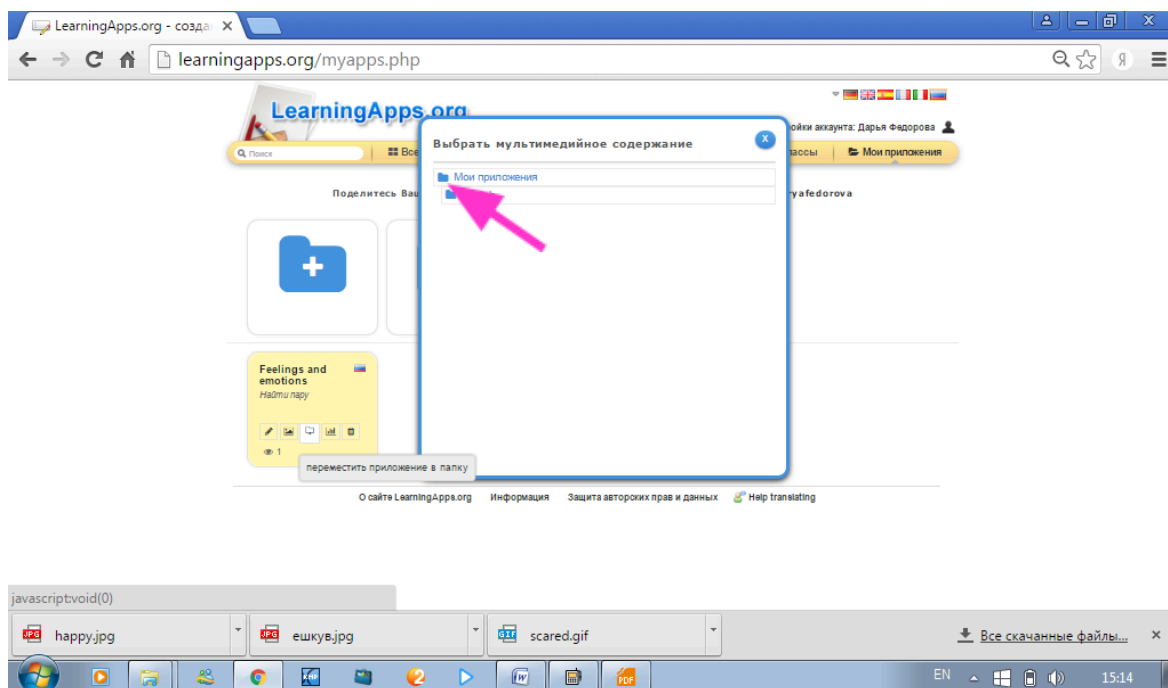 LearningApps.org - созда
learningapps.org/myapps.php
LearningApps.org
ойки аккаунта: Дарья Федорова
Поиск
Все
лассы
Мои приложения
Выбрать мультимедийное содержание
x
Мои приложения
Поделитесь Ваш
yafedorova
Feelings and emotions
Найти пару
1
переместить приложение в папку
О сайте LearningApps.org Информация Защита авторских прав и данных Help translating
javascript:void(0)
happy.jpg
ешкув.jpg
scared.gif
Все скачанные файлы...
EN
15:14